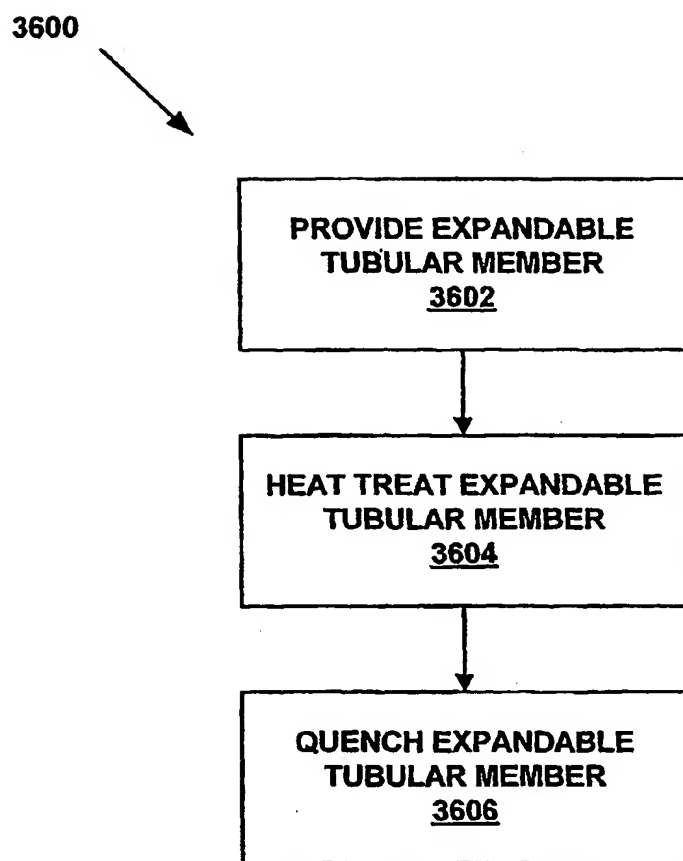 3600
PROVIDE EXPANDABLE
TUBULAR MEMBER
3602
HEAT TREAT EXPANDABLE
TUBULAR MEMBER
3604
QUENCH EXPANDABLE
TUBULAR MEMBER
3606